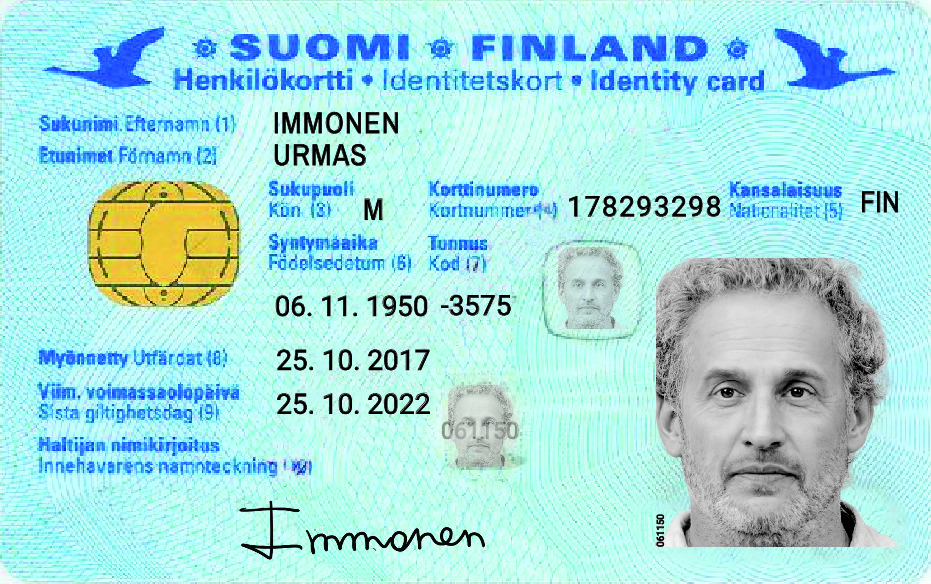 SUOMI FINLAND
Henkilökortti • Identitetskort • Identity card
Sukunimi Efternamn (1) IMMONEN
Etunimet Förnamn (2) URMAS
Sukupuoli Korttinumero Kansalaisuus
Kön (3) M Kortnummer (4) 178293298 Nationalitet (5) FIN
Syntymäaika Tunnus
Födelsedetum (6) Kod (7)
06. 11. 1950 -3575
Myönnetty Utfärdat (8) 25. 10. 2017
Viim. voimassaolopäivä
Sista giltighetsdag (9) 25. 10. 2022
061150
Haltijan nimikirjoitus
Innehavarens namnteckning
Immonen
061150